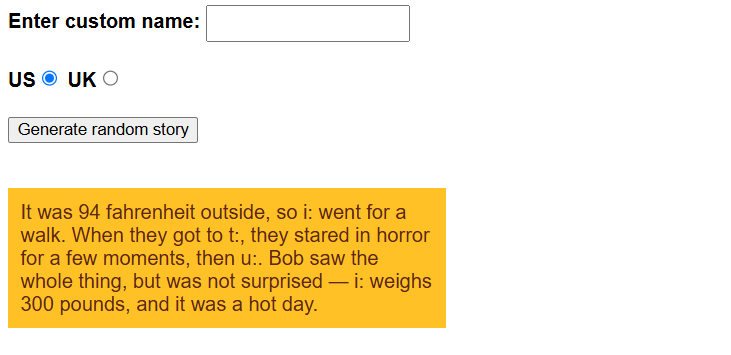 Enter custom name:
US UK
Generate random story
It was 94 fahrenheit outside, so i: went for a
walk. When they got to t:, they stared in horror
for a few moments, then u:. Bob saw the
whole thing, but was not surprised — i: weighs
300 pounds, and it was a hot day.